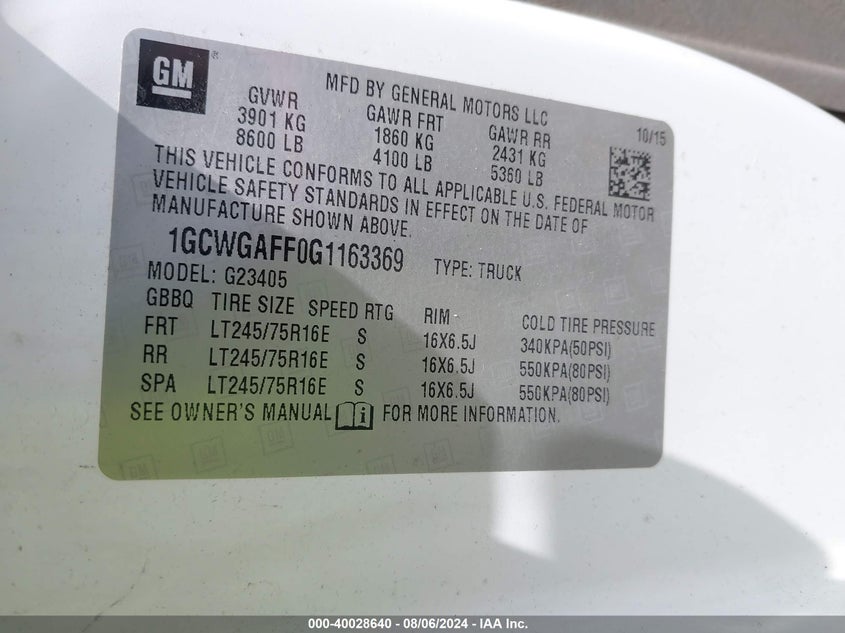 GM®
MFD BY GENERAL MOTORS LLC
10/15
GVWR GAWR FRT GAWR RR
3901 KG 1860 KG 2431 KG
8600 LB 4100 LB 5360 LB
THIS VEHICLE CONFORMS TO ALL APPLICABLE U.S. FEDERAL MOTOR
VEHICLE SAFETY STANDARDS IN EFFECT ON THE DATE OF
MANUFACTURE SHOWN ABOVE.
1GCWGAFF0G1163369 TYPE: TRUCK
MODEL: G23405
GBBQ TIRE SIZE SPEED RTG RIM COLD TIRE PRESSURE
FRT LT245/75R16E S 16X6.5J 340KPA(50PSI)
RR LT245/75R16E S 16X6.5J 550KPA(80PSI)
SPA LT245/75R16E S 16X6.5J 550KPA(80PSI)
SEE OWNER'S MANUAL i FOR MORE INFORMATION.
000-40028640 - 08/06/2024 - IAA Inc.